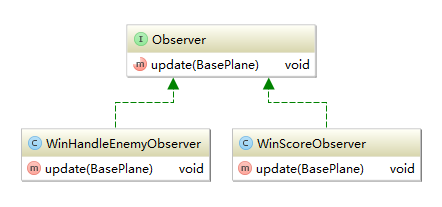 I Observer
m update(BasePlane) void
C WinHandleEnemyObserver
m update(BasePlane) void
C WinScoreObserver
m update(BasePlane) void